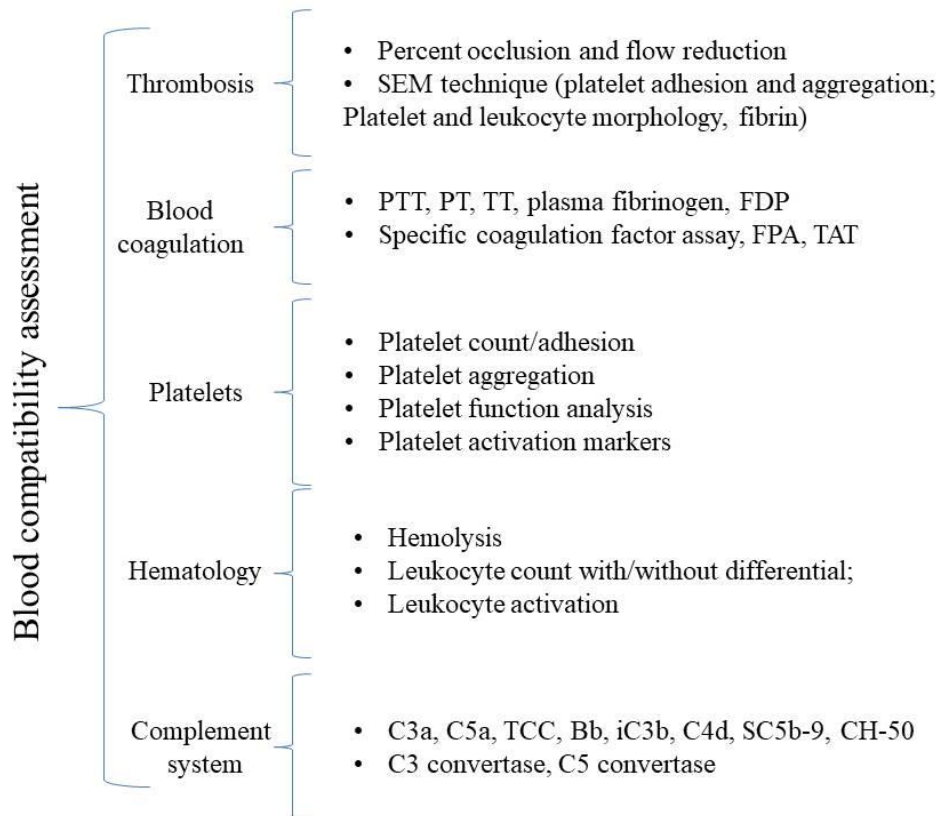 Blood compatibility assessment
Thrombosis
• Percent occlusion and flow reduction
• SEM technique (platelet adhesion and aggregation;
Platelet and leukocyte morphology, fibrin)
Blood
coagulation
• PTT, PT, TT, plasma fibrinogen, FDP
• Specific coagulation factor assay, FPA, TAT
Platelets
• Platelet count/adhesion
• Platelet aggregation
• Platelet function analysis
• Platelet activation markers
Hematology
• Hemolysis
• Leukocyte count with/without differential;
• Leukocyte activation
Complement
system
• C3a, C5a, TCC, Bb, iC3b, C4d, SC5b-9, CH-50
• C3 convertase, C5 convertase